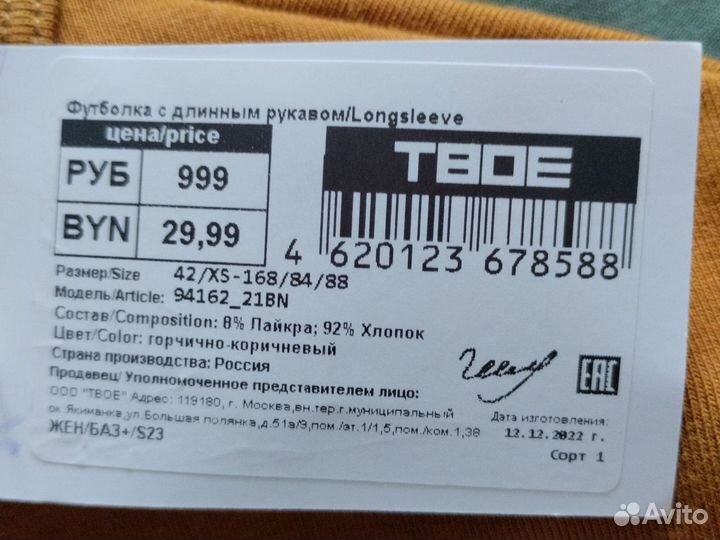 Футболка с длинным рукавом/Longsleeve
цена/price
РУБ 999
BYN 29,99
ТВОЕ
4 620123 678588
Размер/Size 42/XS-168/84/88
Модель/Article: 94162_21BN
Состав/Composition: 8% Лайкра; 92% Хлопок
Цвет/Color: горчично-коричневый
Страна производства: Россия
Продавец/ Уполномоченное представителем лицо:
ООО "ТВОЕ" Адрес: 119180, г. Москва,вн.тер.г.муниципальный
ок Якиманка,ул Большая полянка,д.51а/9,пом./эт.1/1,5,пом./ком.1,38
ЖЕН/БАЗ+/S23
EAC
Дата изготовления:
12.12.2022 г.
Сорт 1
Avito